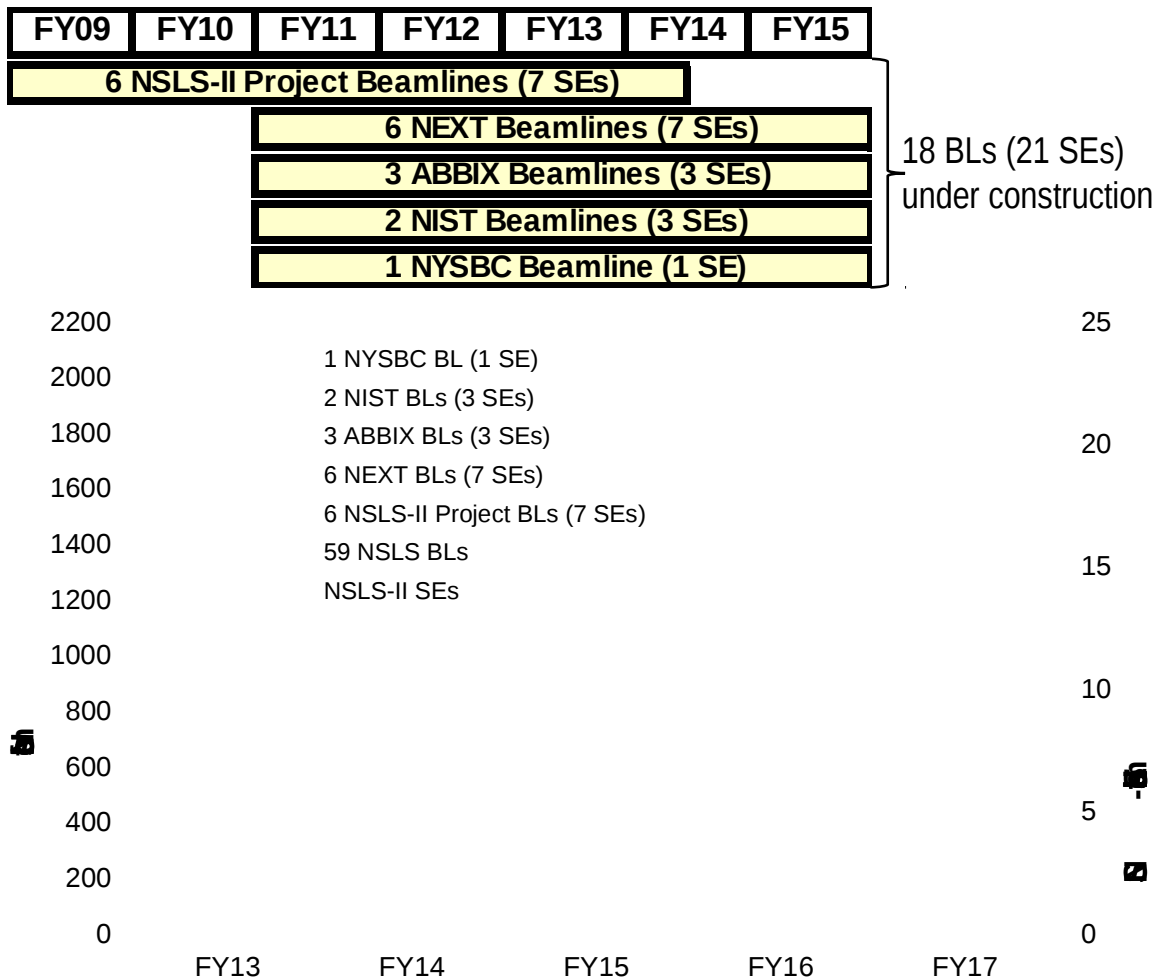 FY09 FY10 FY11 FY12 FY13 FY14 FY15
6 NSLS-II Project Beamlines (7 SEs)
6 NEXT Beamlines (7 SEs)
3 ABBIX Beamlines (3 SEs)
2 NIST Beamlines (3 SEs)
1 NYSBC Beamline (1 SE)
18 BLs (21 SEs)
under construction
2200
2000
1800
1600
1400
1200
1000
800
600
400
200
0
1 NYSBC BL (1 SE)
2 NIST BLs (3 SEs)
3 ABBIX BLs (3 SEs)
6 NEXT BLs (7 SEs)
6 NSLS-II Project BLs (7 SEs)
59 NSLS BLs
NSLS-II SEs
25
20
15
10
5
0
FY13 FY14 FY15 FY16 FY17